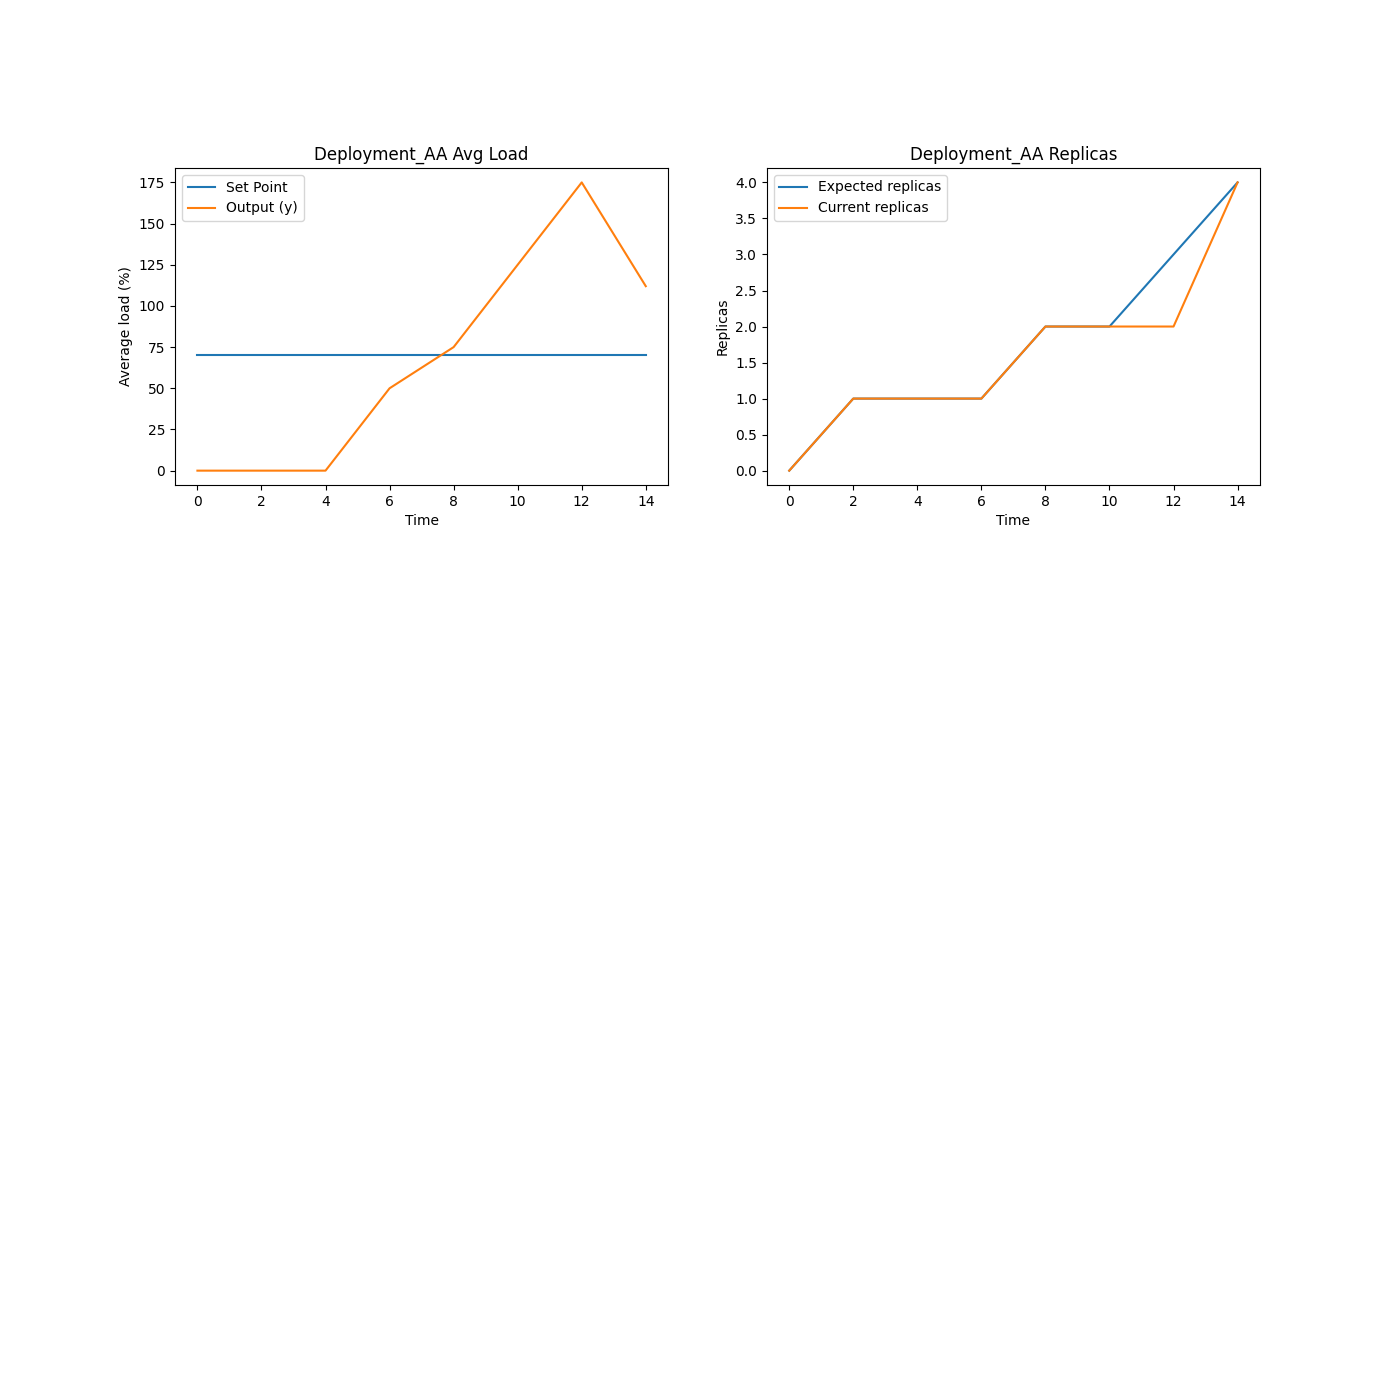 Deployment_AA Avg Load
Set Point
Output (y)
175
150
125
100
75
50
25
0
Average load (%)
0 2 4 6 8 10 12 14
Time
Deployment_AA Replicas
Expected replicas
Current replicas
4.0
3.5
3.0
2.5
2.0
1.5
1.0
0.5
0.0
Replicas
0 2 4 6 8 10 12 14
Time